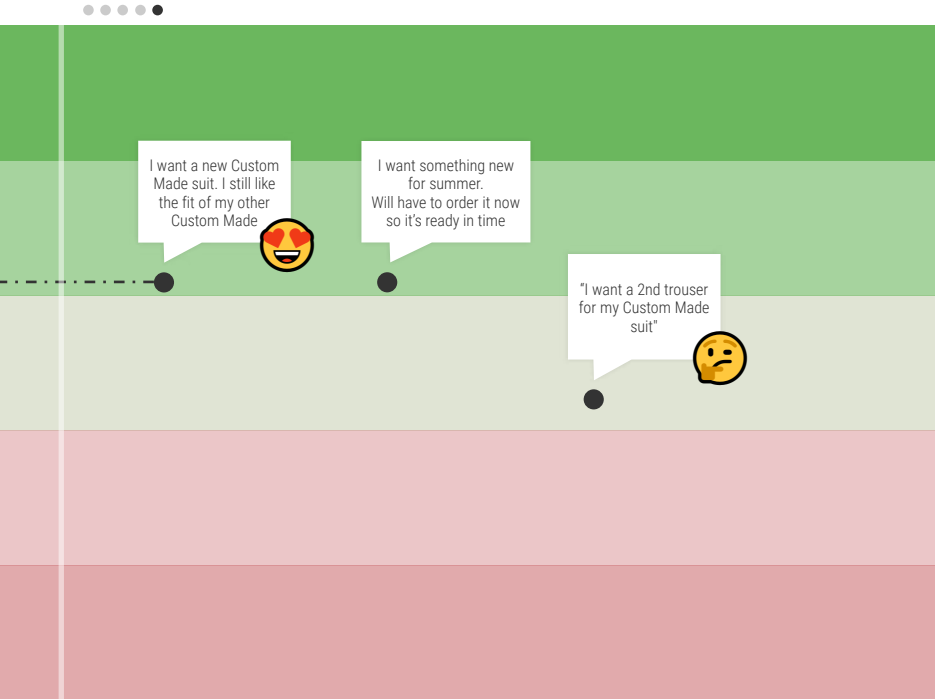 I want a new Custom
Made suit. I still like
the fit of my other
Custom Made
I want something new
for summer.
Will have to order it now
so it's ready in time
"I want a 2nd trouser
for my Custom Made
suit"